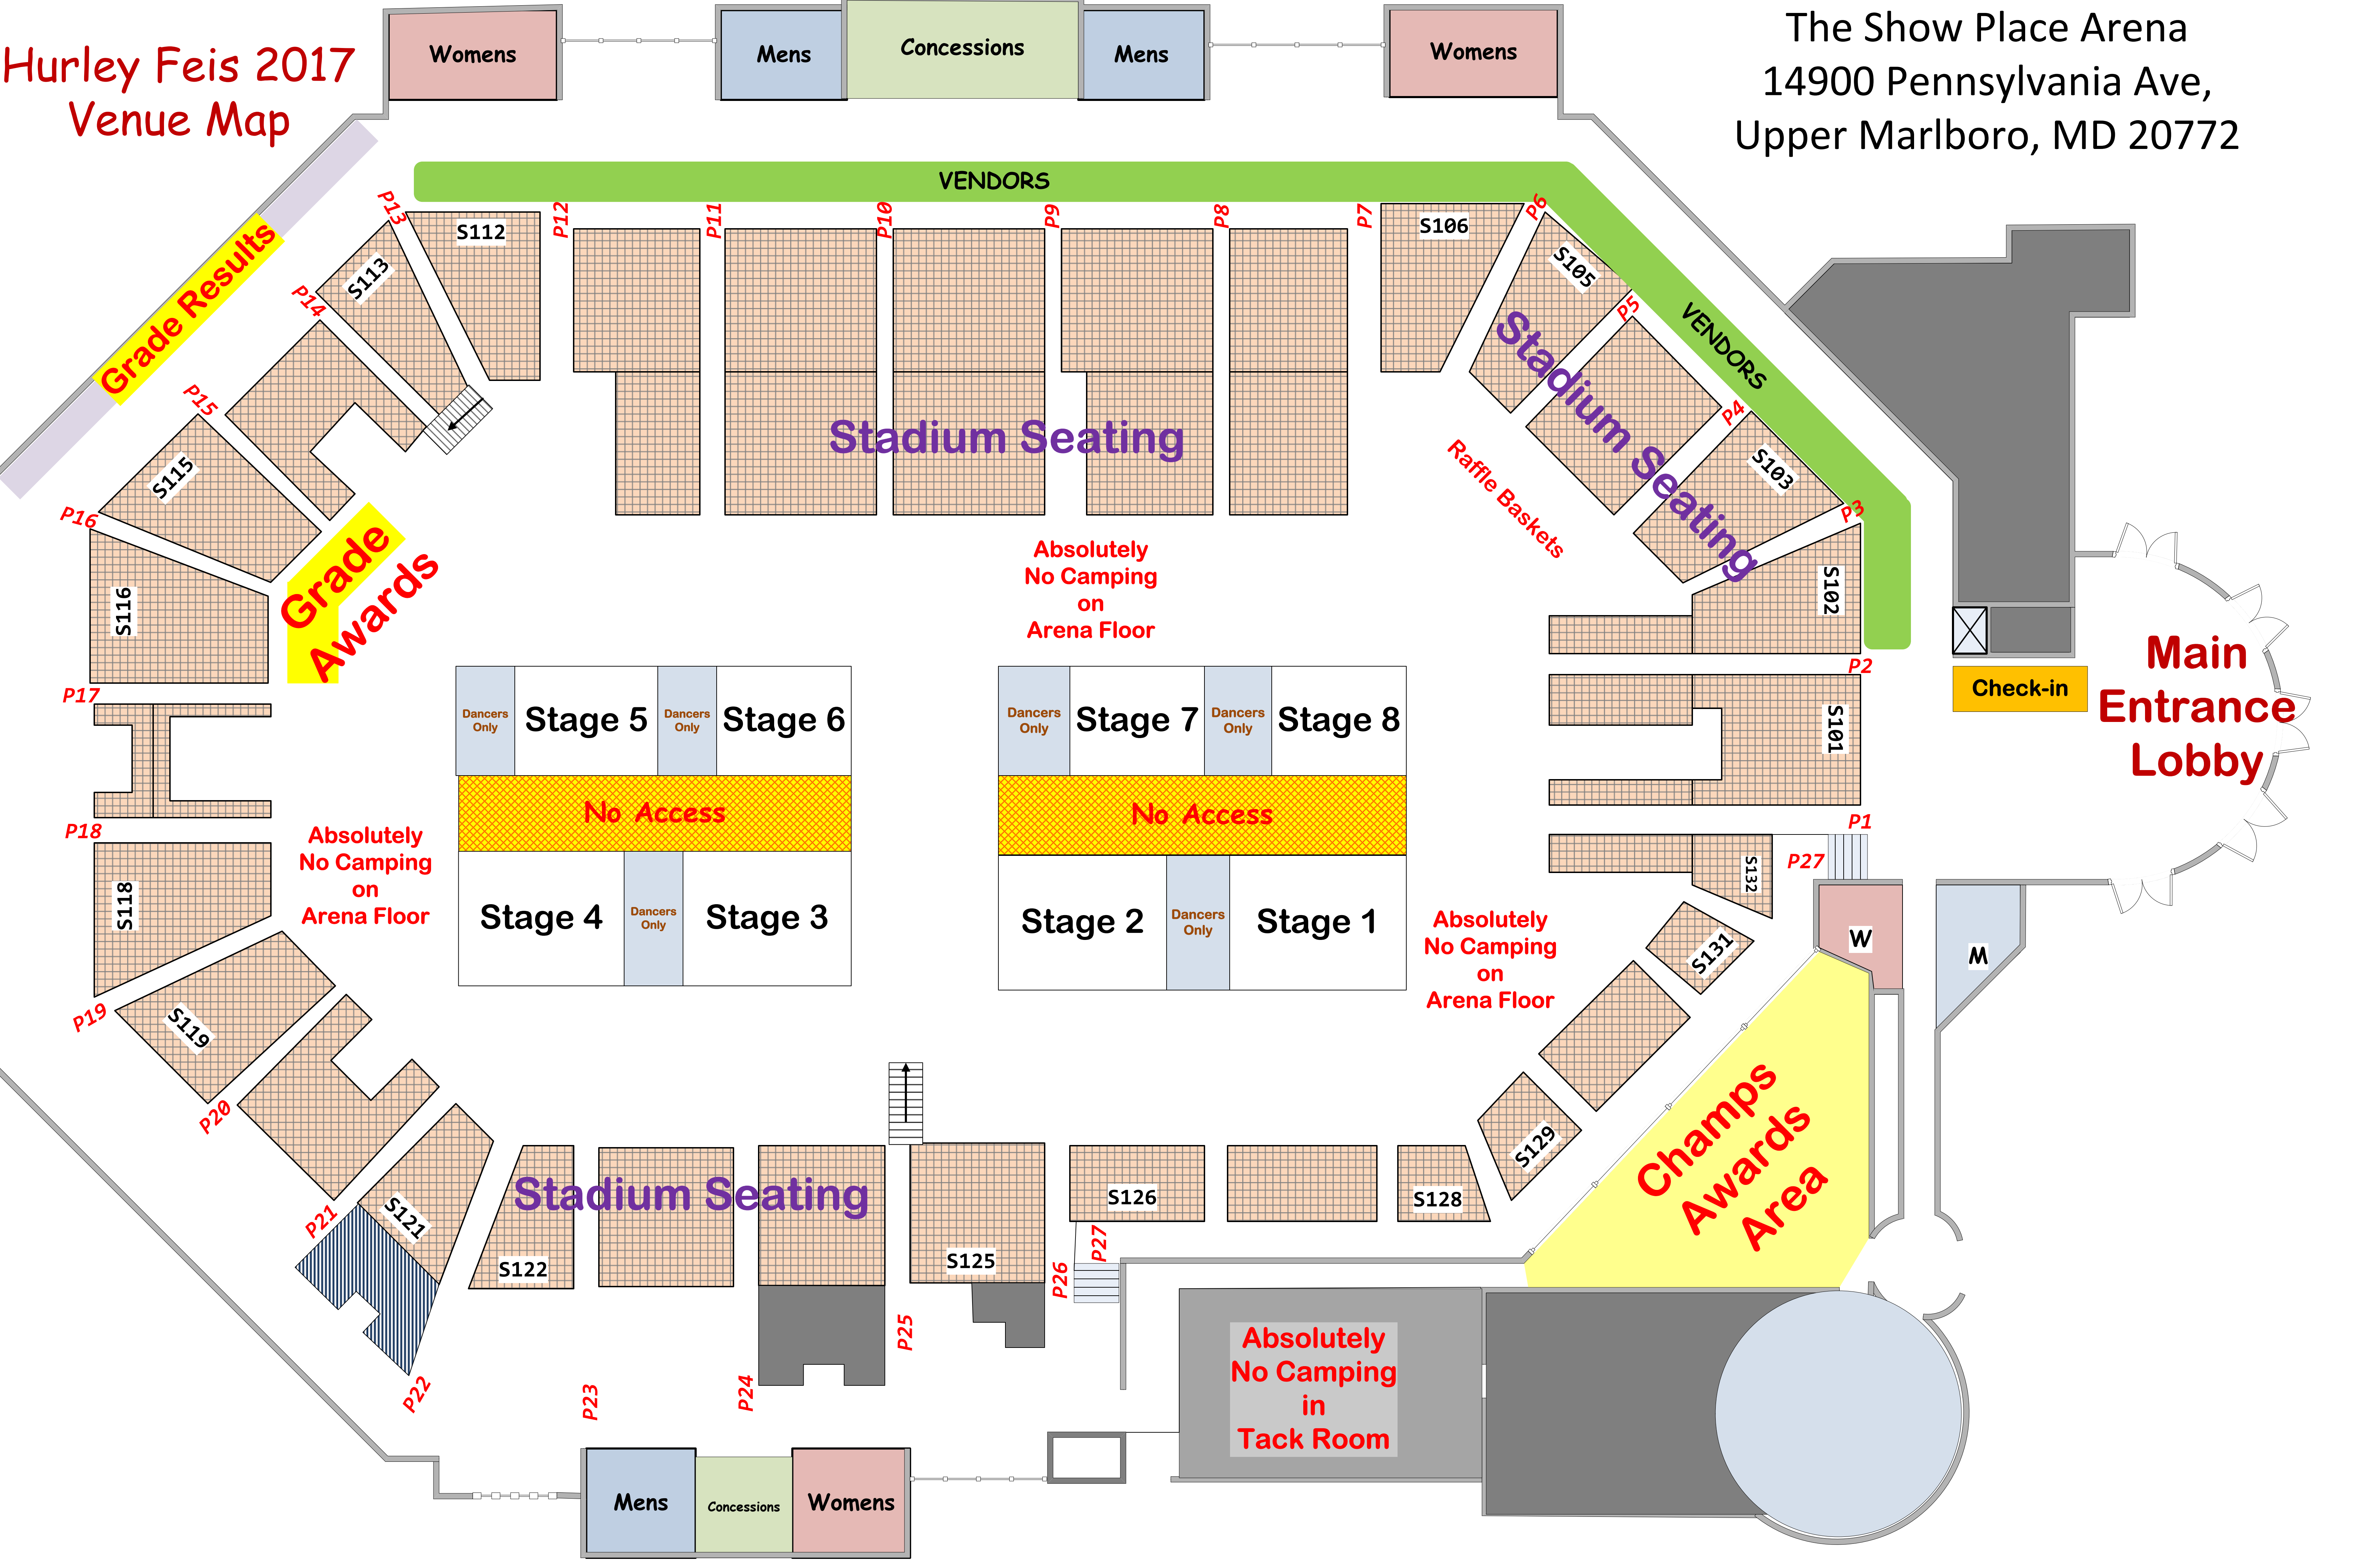 Hurley Feis 2017
Venue Map
The Show Place Arena
14900 Pennsylvania Ave,
Upper Marlboro, MD 20772
Womens
Mens
Concessions
Mens
Womens
VENDORS
VENDORS
Grade Results
P13
P12
P11
P10
P9
P8
P7
P6
P5
P4
P3
P2
P1
P27
P14
P15
P16
P17
P18
P19
P20
P21
P22
P23
P24
P25
P26
P27
S112
S113
S115
S116
S118
S119
S121
S122
S125
S126
S128
S129
S131
S132
S101
S102
S103
S105
S106
Stadium Seating
Stadium Seating
Stadium Seating
Raffle Baskets
Grade
Awards
Absolutely
No Camping
on
Arena Floor
Dancers
Only
Stage 5
Dancers
Only
Stage 6
No Access
Stage 4
Dancers
Only
Stage 3
Dancers
Only
Stage 7
Dancers
Only
Stage 8
No Access
Stage 2
Dancers
Only
Stage 1
Absolutely
No Camping
on
Arena Floor
Absolutely
No Camping
on
Arena Floor
Check-in
Main
Entrance
Lobby
W
M
Champs
Awards
Area
Absolutely
No Camping
in
Tack Room
Mens
Concessions
Womens